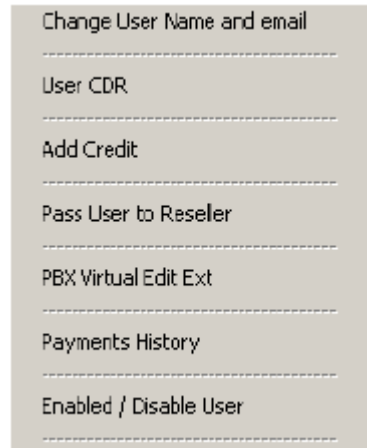 Change User Name and email
User CDR
Add Credit
Pass User to Reseller
PBX Virtual Edit Ext
Payments History
Enabled / Disable User